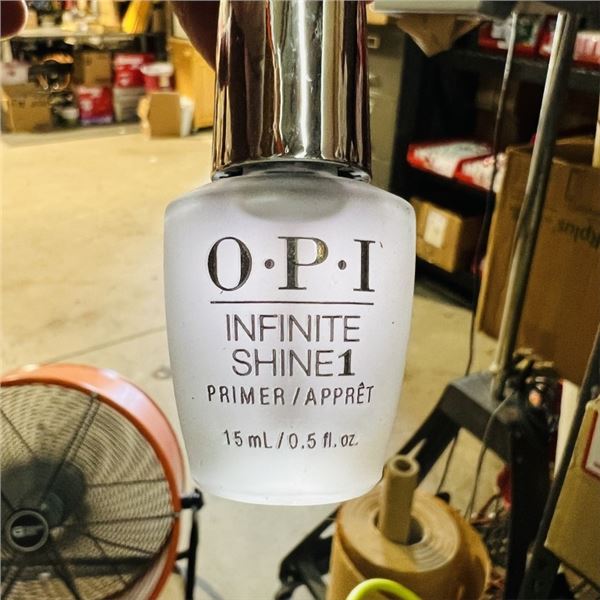 O·P·I
INFINITE
SHINE1
PRIMER/APPRÊT
15 mL/0.5 fl. oz.